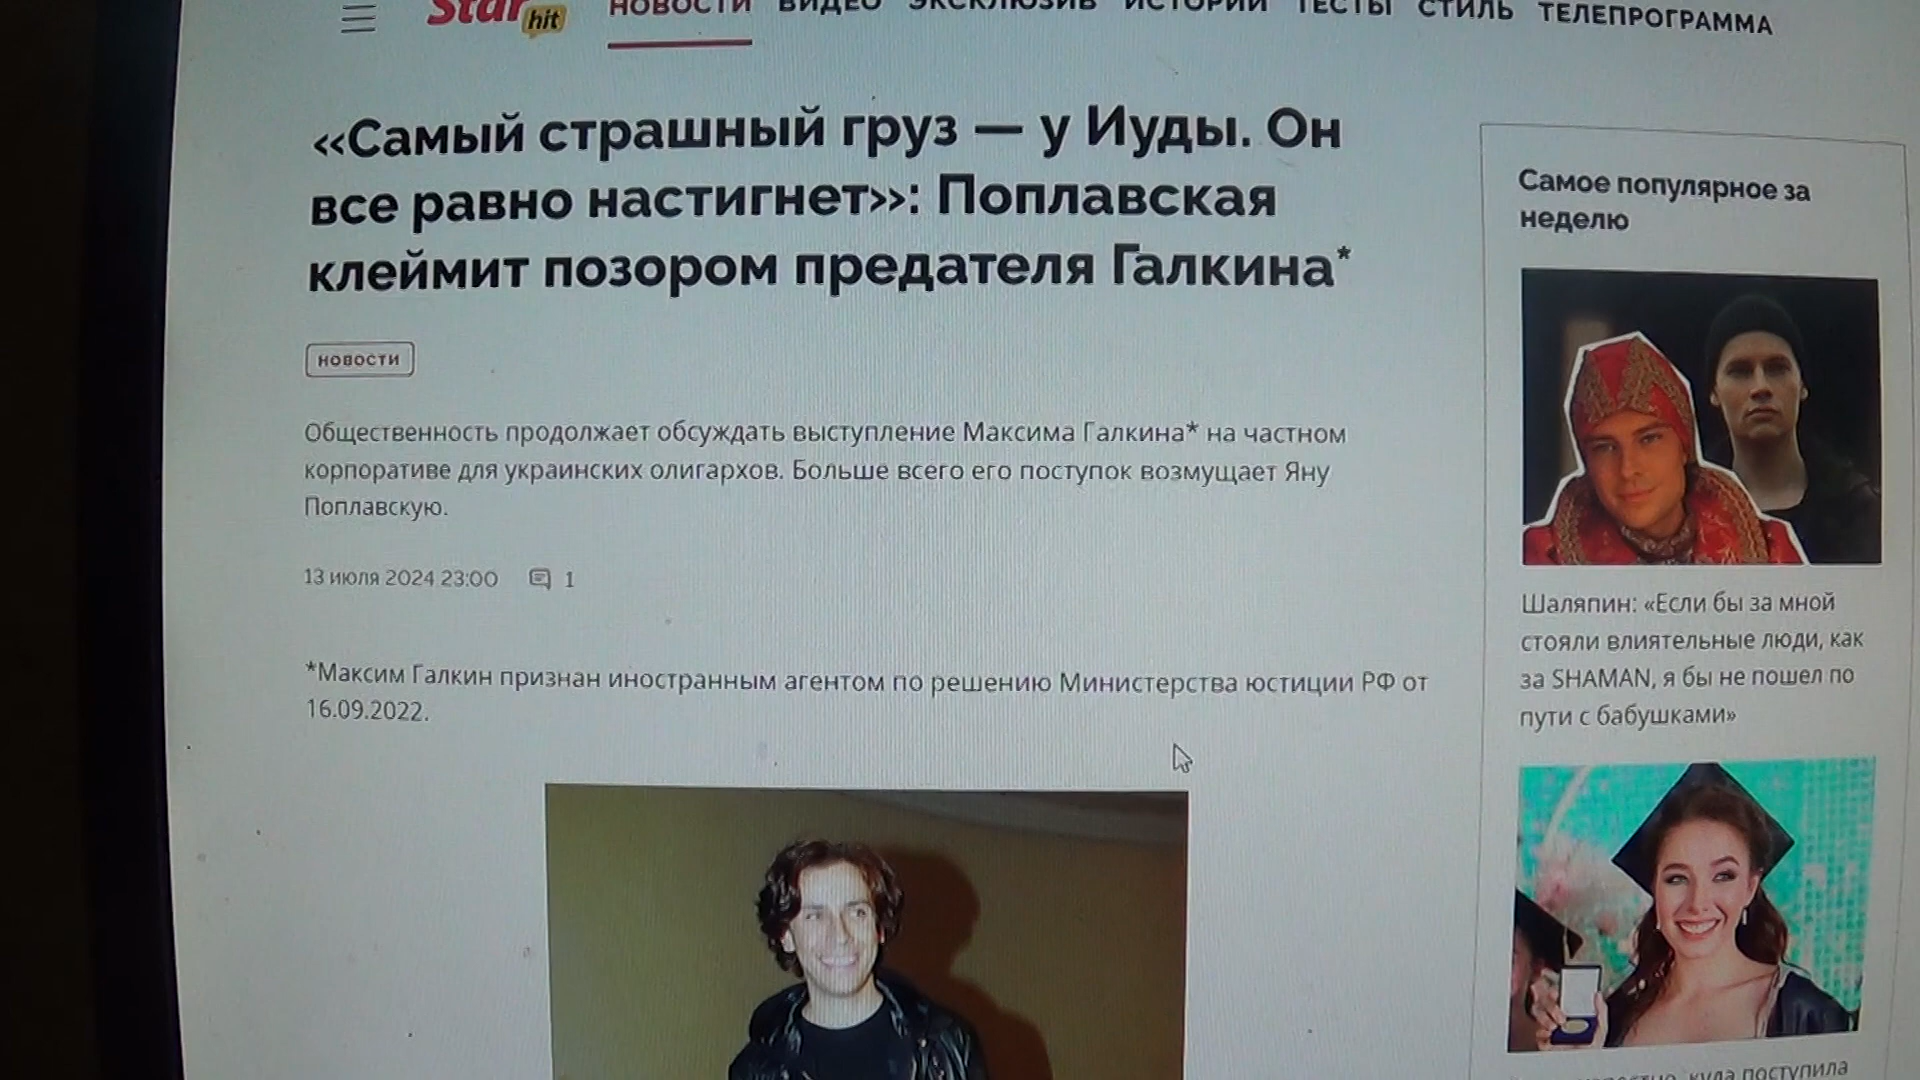 Star hit
НОВОСТИ ВИДЕО ЭКСКЛЮЗИВ ИСТОРИИ ТЕСТЫ СТИЛЬ ТЕЛЕПРОГРАММА
«Самый страшный груз — у Иуды. Он
все равно настигнет»: Поплавская
клеймит позором предателя Галкина*
НОВОСТИ
Общественность продолжает обсуждать выступление Максима Галкина* на частном
корпоративе для украинских олигархов. Больше всего его поступок возмущает Яну
Поплавскую.
13 июля 2024 23:00 1
*Максим Галкин признан иностранным агентом по решению Министерства юстиции РФ от
16.09.2022.
Самое популярное за
неделю
Шаляпин: «Если бы за мной
стояли влиятельные люди, как
за SHAMAN, я бы не пошел по
пути с бабушками»
куда поступила